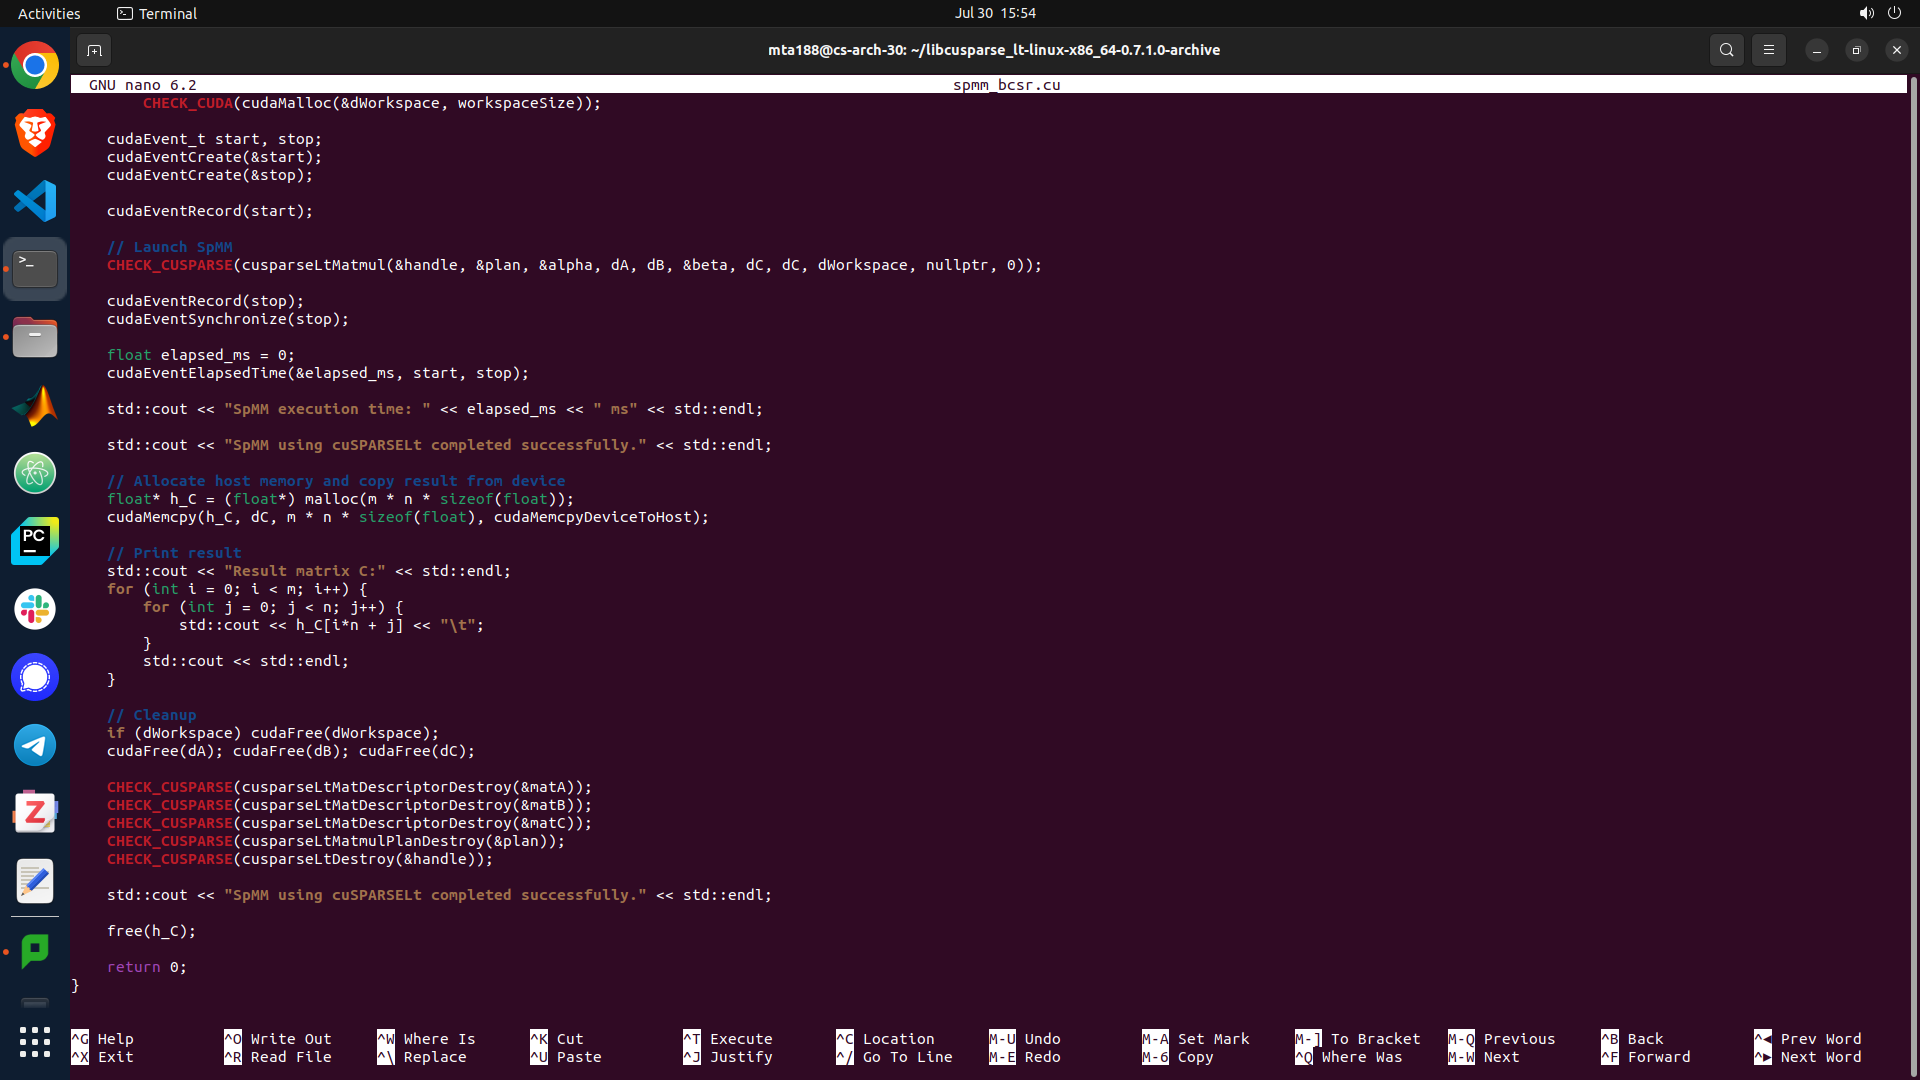 Activities
Terminal
Jul 30 15:54
mta188@cs-arch-30: ~/libcusparse_lt-linux-x86_64-0.7.1.0-archive
GNU nano 6.2 spmm_bcsr.cu
        CHECK_CUDA(cudaMalloc(&dWorkspace, workspaceSize));
    cudaEvent_t start, stop;
    cudaEventCreate(&start);
    cudaEventCreate(&stop);
    cudaEventRecord(start);
    // Launch SpMM
    CHECK_CUSPARSE(cusparseLtMatmul(&handle, &plan, &alpha, dA, dB, &beta, dC, dC, dWorkspace, nullptr, 0));
    cudaEventRecord(stop);
    cudaEventSynchronize(stop);
    float elapsed_ms = 0;
    cudaEventElapsedTime(&elapsed_ms, start, stop);
    std::cout << "SpMM execution time: " << elapsed_ms << " ms" << std::endl;
    std::cout << "SpMM using cuSPARSELt completed successfully." << std::endl;
    // Allocate host memory and copy result from device
    float* h_C = (float*) malloc(m * n * sizeof(float));
    cudaMemcpy(h_C, dC, m * n * sizeof(float), cudaMemcpyDeviceToHost);
    // Print result
    std::cout << "Result matrix C:" << std::endl;
    for (int i = 0; i < m; i++) {
        for (int j = 0; j < n; j++) {
            std::cout << h_C[i*n + j] << "\t";
        }
        std::cout << std::endl;
    }
    // Cleanup
    if (dWorkspace) cudaFree(dWorkspace);
    cudaFree(dA); cudaFree(dB); cudaFree(dC);
    CHECK_CUSPARSE(cusparseLtMatDescriptorDestroy(&matA));
    CHECK_CUSPARSE(cusparseLtMatDescriptorDestroy(&matB));
    CHECK_CUSPARSE(cusparseLtMatDescriptorDestroy(&matC));
    CHECK_CUSPARSE(cusparseLtMatmulPlanDestroy(&plan));
    CHECK_CUSPARSE(cusparseLtDestroy(&handle));
    std::cout << "SpMM using cuSPARSELt completed successfully." << std::endl;
    free(h_C);
    return 0;
}
PC
Z
^G Help ^O Write Out ^W Where Is ^K Cut ^T Execute ^C Location M-U Undo M-A Set Mark M-] To Bracket M-Q Previous ^B Back ^◀ Prev Word
^X Exit ^R Read File ^\ Replace ^U Paste ^J Justify ^/ Go To Line M-E Redo M-6 Copy ^Q Where Was M-W Next ^F Forward ^▶ Next Word